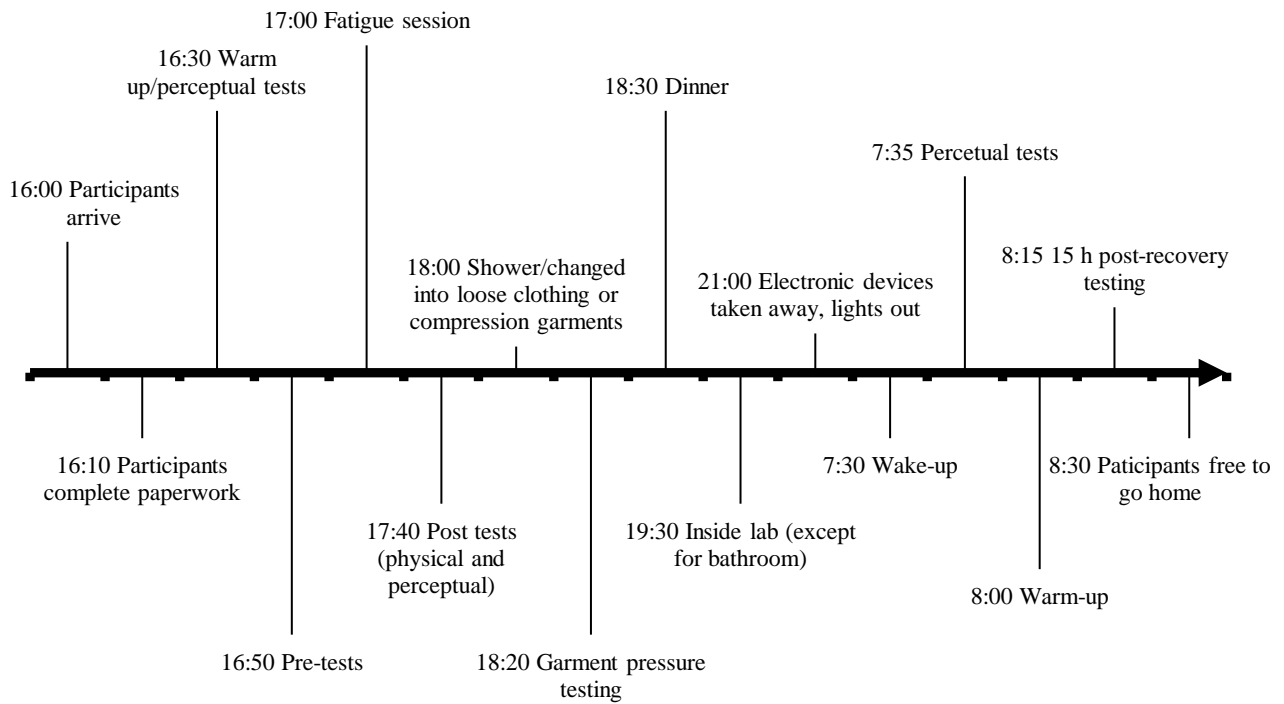 17:00 Fatigue session
16:30 Warm
up/perceptual tests
18:30 Dinner
7:35 Percetual tests
16:00 Participants
arrive
18:00 Shower/changed
into loose clothing or
compression garments
21:00 Electronic devices
taken away, lights out
8:15 15 h post-recovery
testing
16:10 Participants
complete paperwork
7:30 Wake-up
8:30 Paticipants free to
go home
17:40 Post tests
(physical and
perceptual)
19:30 Inside lab (except
for bathroom)
8:00 Warm-up
16:50 Pre-tests
18:20 Garment pressure
testing